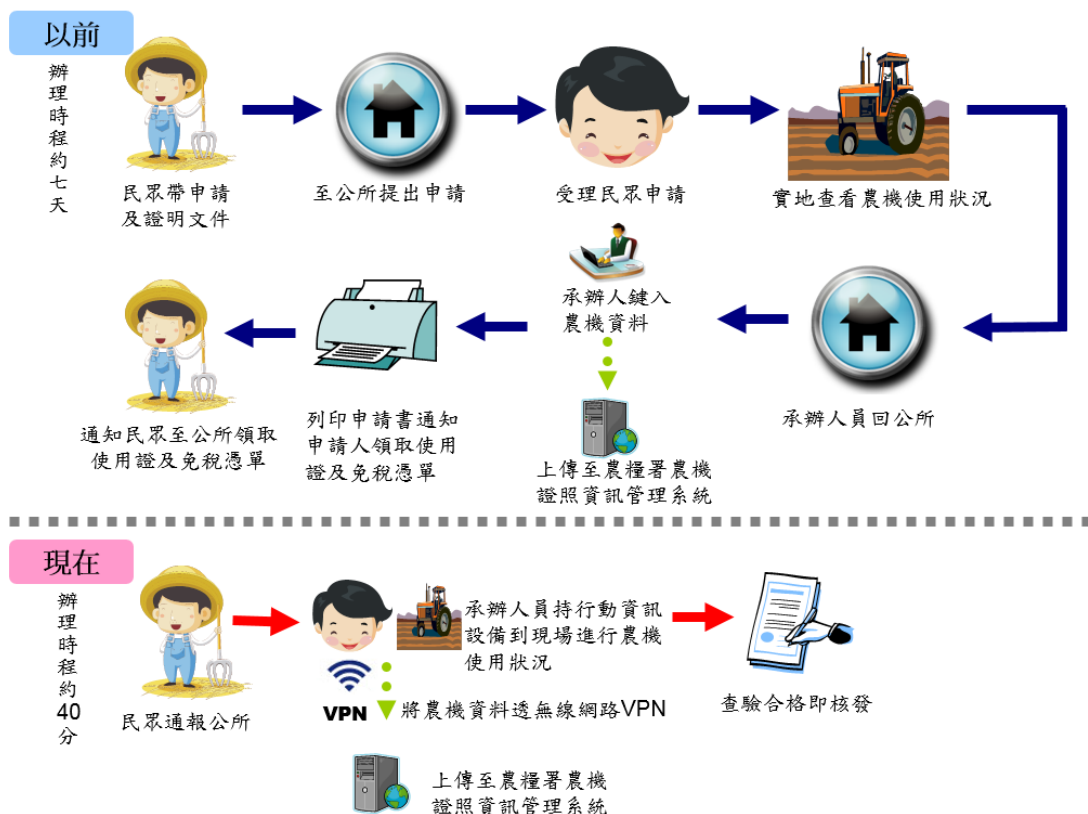 以前
辦理時程約七天
民眾帶申請
及證明文件
至公所提出申請
受理民眾申請
實地查看農機使用狀況
承辦人員回公所
承辦人鍵入
農機資料
上傳至農糧署農機
證照資訊管理系統
列印申請書通知
申請人領取使用
證及免稅憑單
通知民眾至公所領取
使用證及免稅憑單
現在
辦理時程約40分
民眾通報公所
承辦人員持行動資訊
設備到現場進行農機
使用狀況
VPN
將農機資料透無線網路VPN
上傳至農糧署農機
證照資訊管理系統
查驗合格即核發